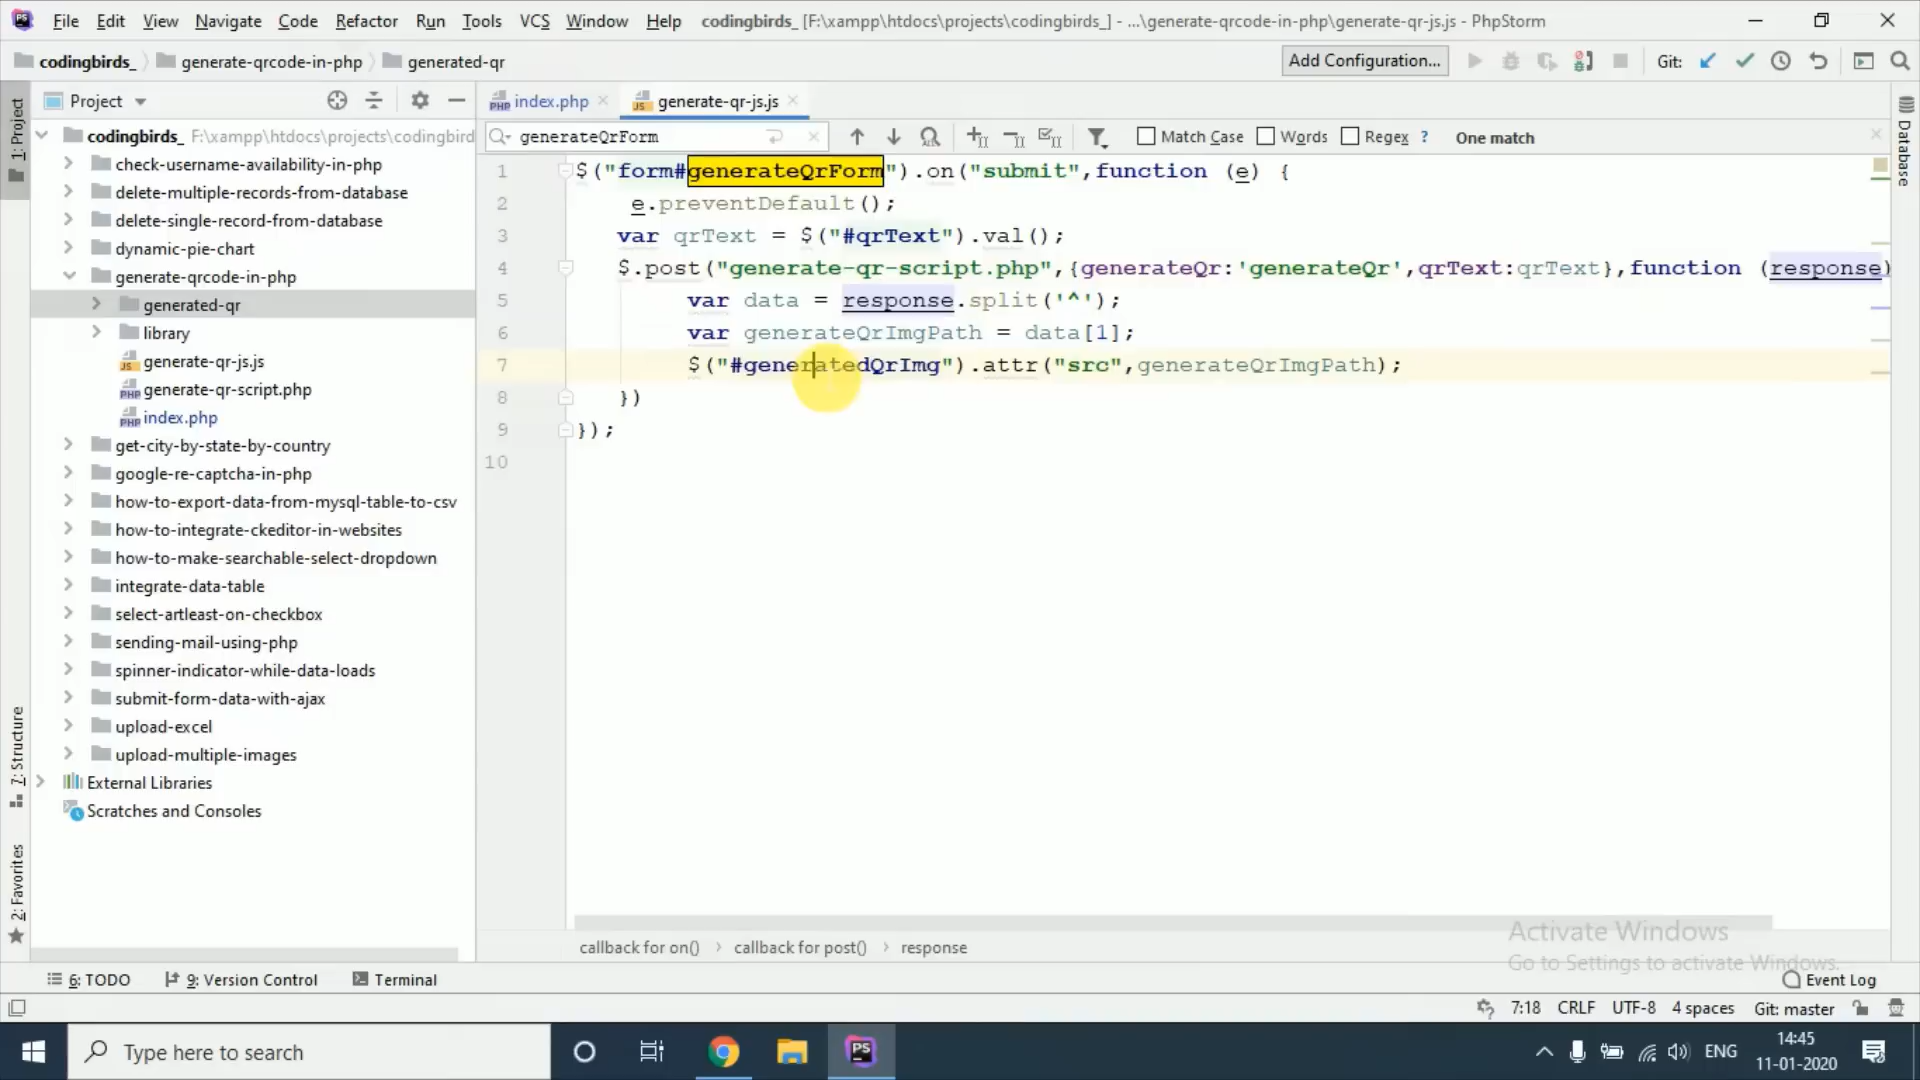 File Edit View Navigate Code Refactor Run Tools VCS Window Help codingbirds_ [F:\xampp\htdocs\projects\codingbirds_] - ...\generate-qrcode-in-php\generate-qr-js.js - PhpStorm
codingbirds_ generate-qrcode-in-php generated-qr Add Configuration... Git:
1: Project
Project
index.php generate-qr-js.js
Database
codingbirds_ F:\xampp\htdocs\projects\codingbird
generateQrForm Match Case Words Regex ? One match
check-username-availability-in-php
delete-multiple-records-from-database
delete-single-record-from-database
dynamic-pie-chart
generate-qrcode-in-php
generated-qr
library
generate-qr-js.js
generate-qr-script.php
index.php
get-city-by-state-by-country
google-re-captcha-in-php
how-to-export-data-from-mysql-table-to-csv
how-to-integrate-ckeditor-in-websites
how-to-make-searchable-select-dropdown
integrate-data-table
select-artleast-on-checkbox
sending-mail-using-php
spinner-indicator-while-data-loads
submit-form-data-with-ajax
upload-excel
upload-multiple-images
External Libraries
Scratches and Consoles
1 $("form#generateQrForm").on("submit",function (e) {
2 e.preventDefault();
3 var qrText = $("#qrText").val();
4 $.post("generate-qr-script.php",{generateQr:'generateQr',qrText:qrText},function (response)
5 var data = response.split('^');
6 var generateQrImgPath = data[1];
7 $("#generatedQrImg").attr("src",generateQrImgPath);
8 })
9 });
10
7: Structure
2: Favorites
callback for on() callback for post() response
Activate Windows
Go to Settings to activate Windows.
6: TODO 9: Version Control Terminal Event Log
7:18 CRLF UTF-8 4 spaces Git: master
Type here to search
ENG
14:45
11-01-2020